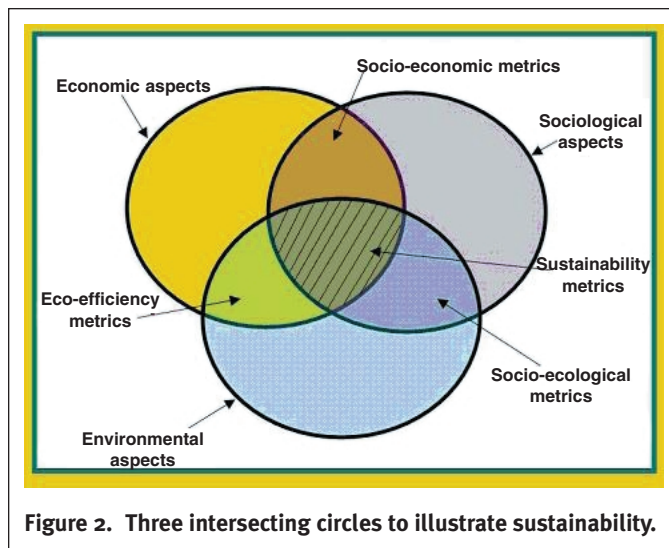 Socio-economic metrics
Economic aspects
Sociological
aspects
Sustainability
metrics
Eco-efficiency
metrics
Socio-ecological
metrics
Environmental
aspects
Figure 2. Three intersecting circles to illustrate sustainability.